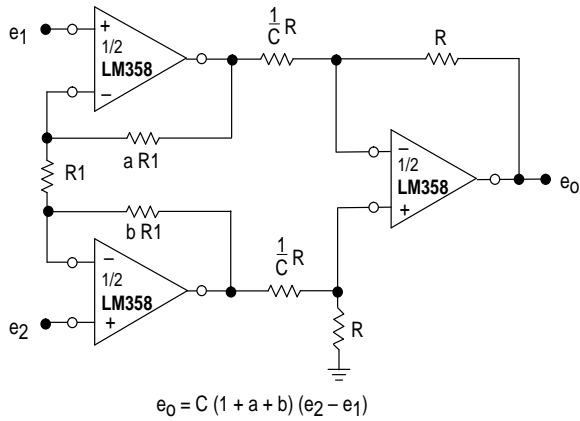 e1
+
1/2
LM358
−
1/C R
R
a R1
R1
−
1/2
LM358
+
eo
b R1
−
1/2
LM358
+
e2
1/C R
R
eo = C (1 + a + b) (e2 – e1)